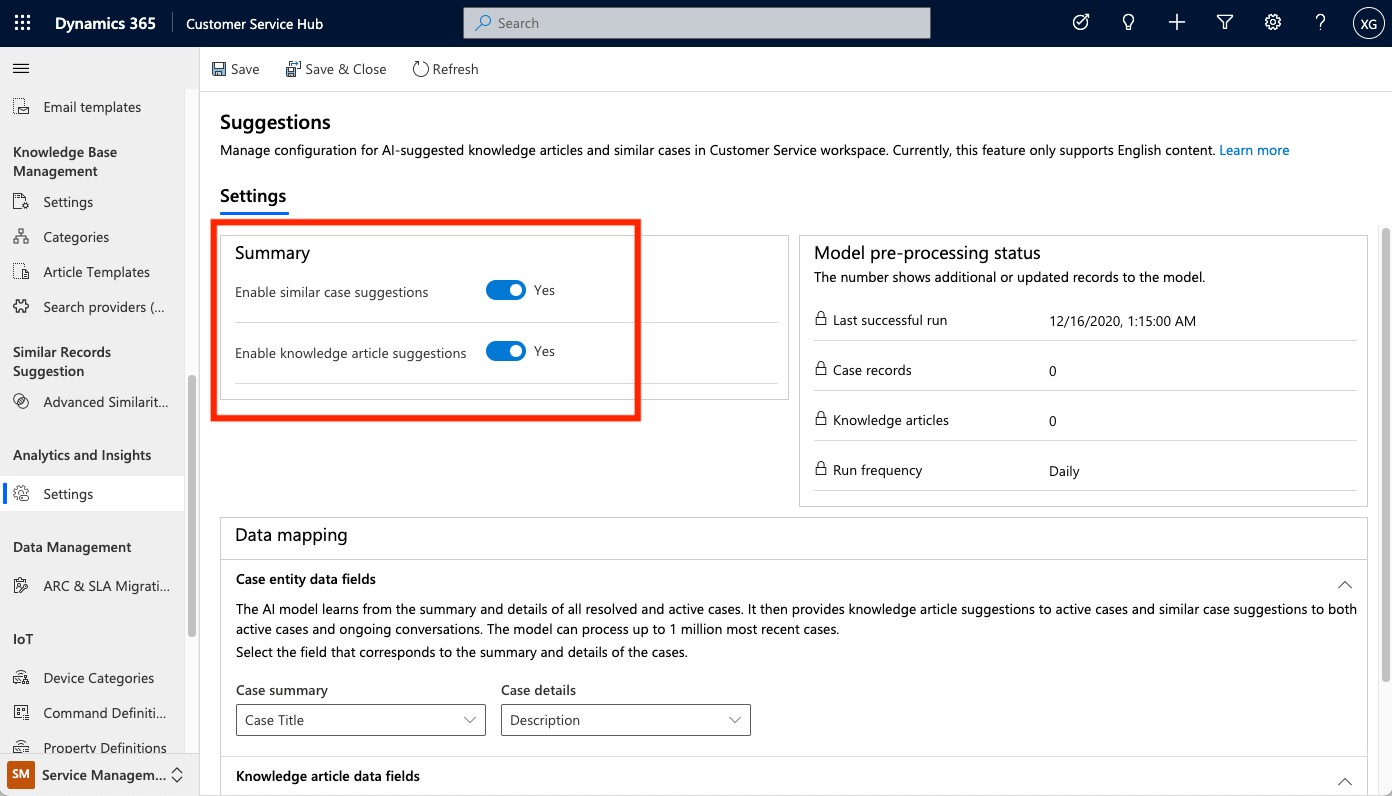 Dynamics 365
Customer Service Hub
Search
XG
Save
Save & Close
Refresh
Email templates
Knowledge Base
Management
Settings
Categories
Article Templates
Search providers (...
Similar Records
Suggestion
Advanced Similarit...
Analytics and Insights
Settings
Data Management
ARC & SLA Migrati...
IoT
Device Categories
Command Definiti...
Property Definitions
SM
Service Managem...
Suggestions
Manage configuration for AI-suggested knowledge articles and similar cases in Customer Service workspace. Currently, this feature only supports English content. Learn more
Settings
Summary
Enable similar case suggestions
Yes
Enable knowledge article suggestions
Yes
Model pre-processing status
The number shows additional or updated records to the model.
Last successful run
12/16/2020, 1:15:00 AM
Case records
0
Knowledge articles
0
Run frequency
Daily
Data mapping
Case entity data fields
The AI model learns from the summary and details of all resolved and active cases. It then provides knowledge article suggestions to active cases and similar case suggestions to both
active cases and ongoing conversations. The model can process up to 1 million most recent cases.
Select the field that corresponds to the summary and details of the cases.
Case summary
Case details
Case Title
Description
Knowledge article data fields